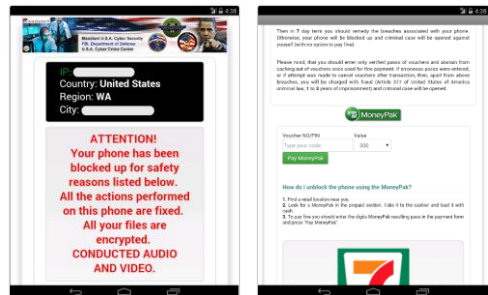 4:38
Mandiant U.S.A. Cyber Security
FBI. Department of Defense
U.S.A. Cyber Crime Center
IP:
Country: United States
Region: WA
City:
ATTENTION!
Your phone has been
blocked up for safety
reasons listed below.
All the actions performed
on this phone are fixed.
All your files are
encrypted.
CONDUCTED AUDIO
AND VIDEO.
4:38
Then in 7 day term you should remedy the breaches associated with your phone.
Otherwise, your phone will be blocked up and criminal case will be opened against
youself (with no option to pay fine).
Please mind, that you should enter only verified passes of vouchers and abstain from
caching out of vouchers once used for fine payment. If erroneous passes were entered,
or if attempt was made to cancel vouchers after transaction, then, apart from above
breaches, you will be charged with fraud (Article 377 of United States of America
criminal law, 1 to 3 years of imprisonment) and criminal case will be opened.
MoneyPak
Voucher NO/PIN Value
Type your code 300
Pay MoneyPak
How do I unblock the phone using the MoneyPak?
1. Find a retail location near you.
2. Look for a MoneyPak in the prepaid section. Take it to the cashier and load it with
cash.
3. To pay fine you should enter the digits MoneyPak resulting pass in the payment form
and press "Pay MoneyPak".
7